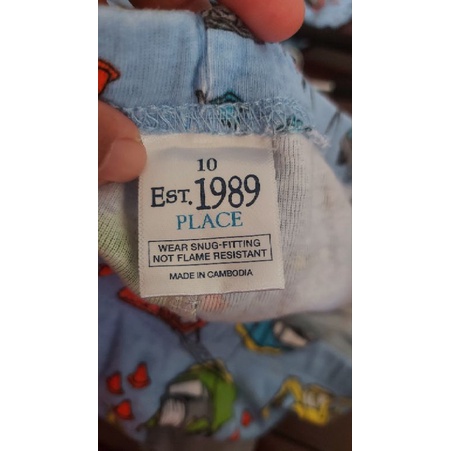 10
EST. 1989
PLACE
WEAR SNUG-FITTING
NOT FLAME RESISTANT
MADE IN CAMBODIA